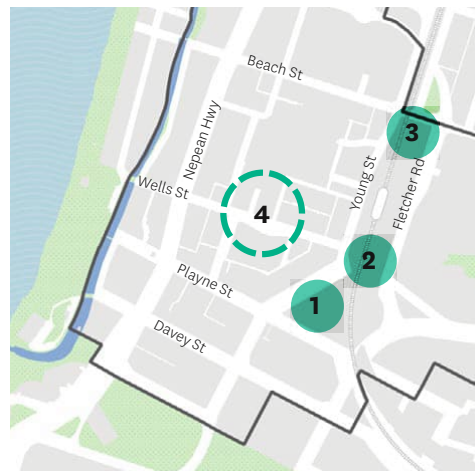 Beach St
Nepean Hwy
3
Wells St
Young St
Fletcher Rd
4
2
Playne St
1
Davey St